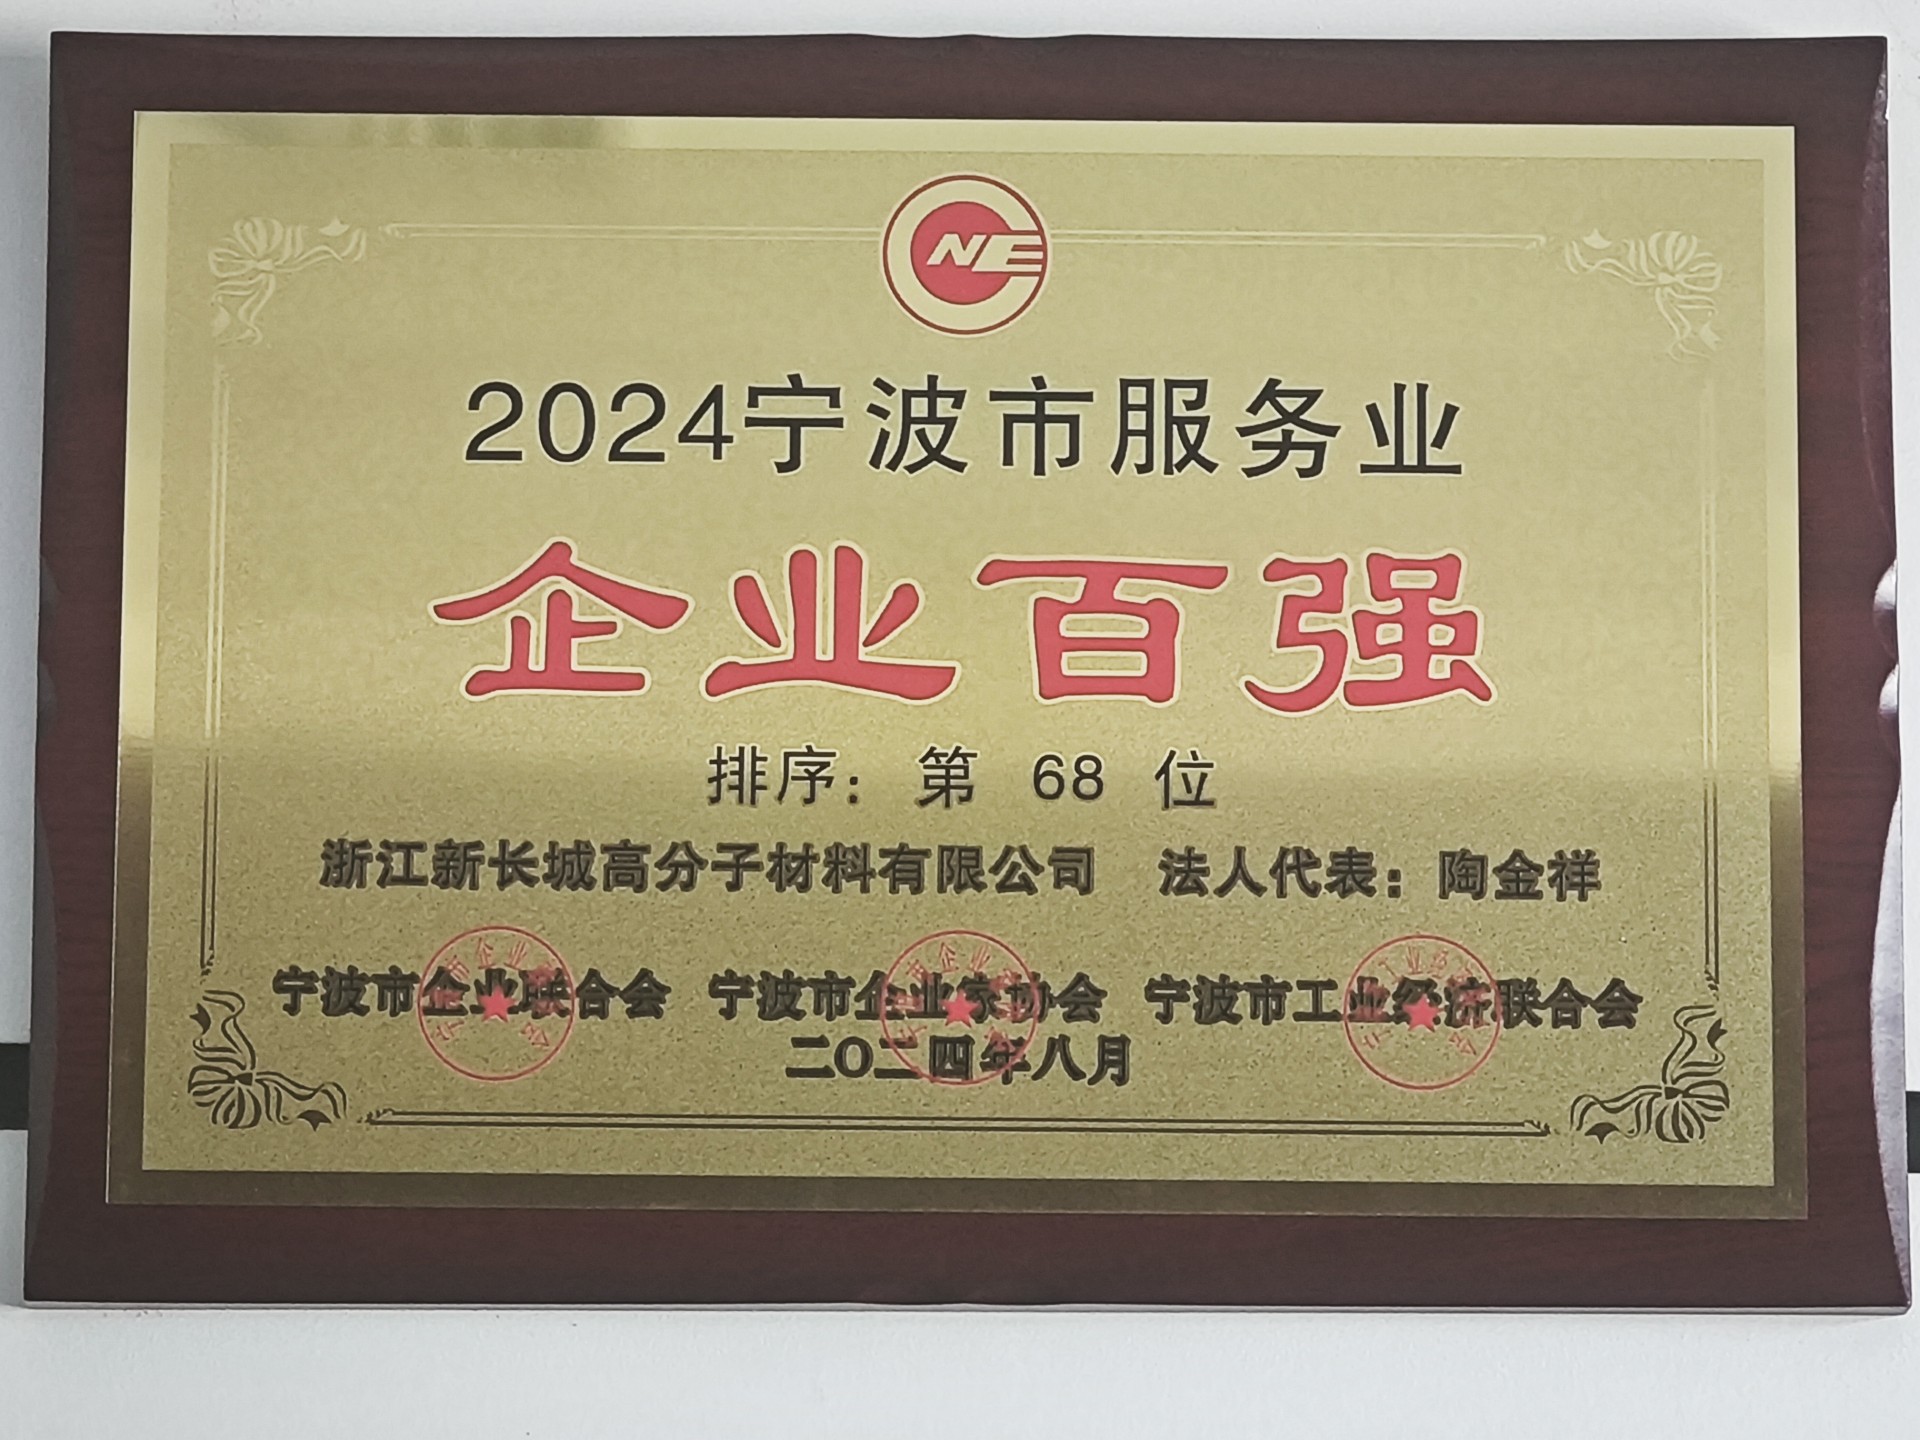 CNE
2024宁波市服务业
企业百强
排序：第 68 位
浙江新长城高分子材料有限公司 法人代表：陶金祥
宁波市企业联合会 宁波市企业家协会 宁波市工业经济联合会
二〇二四年八月